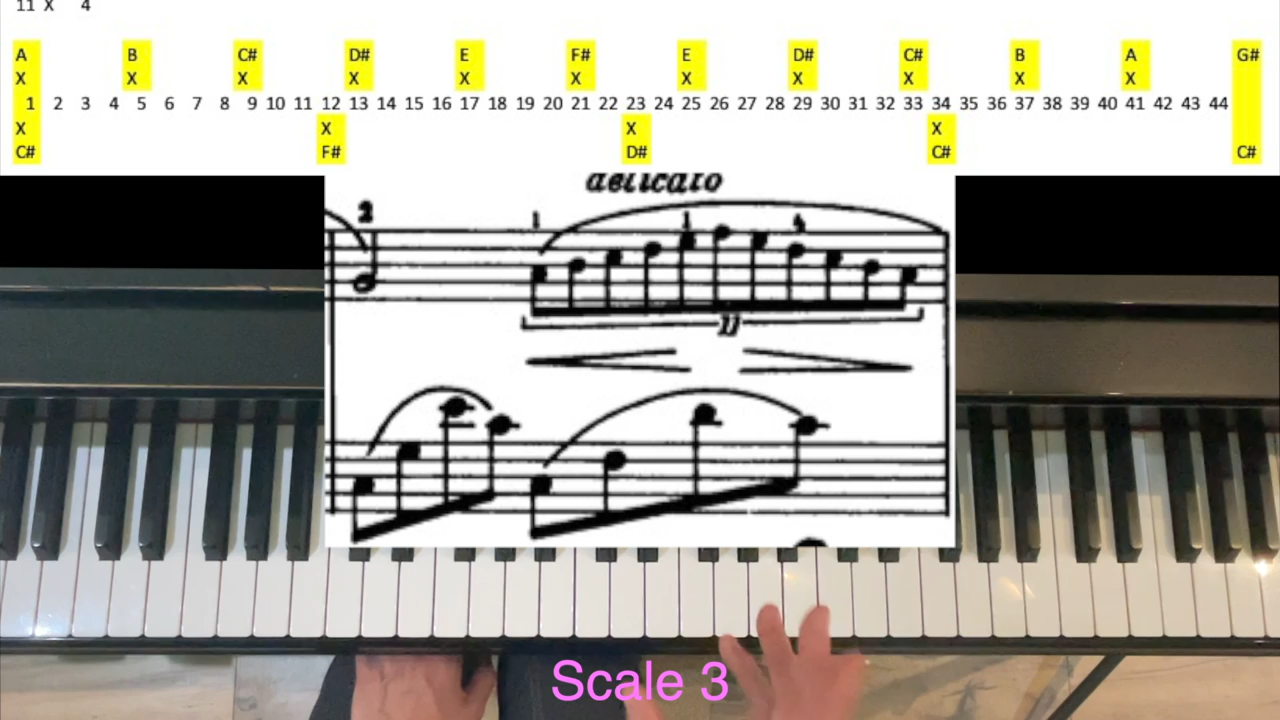 11 X 4
A B C# D# E F# E D# C# B A G#
X X X X X X X X X X X
1 2 3 4 5 6 7 8 9 10 11 12 13 14 15 16 17 18 19 20 21 22 23 24 25 26 27 28 29 30 31 32 33 34 35 36 37 38 39 40 41 42 43 44
X X X X
C# F# D# C# C#
delicato
2 1 1 4
11
Scale 3